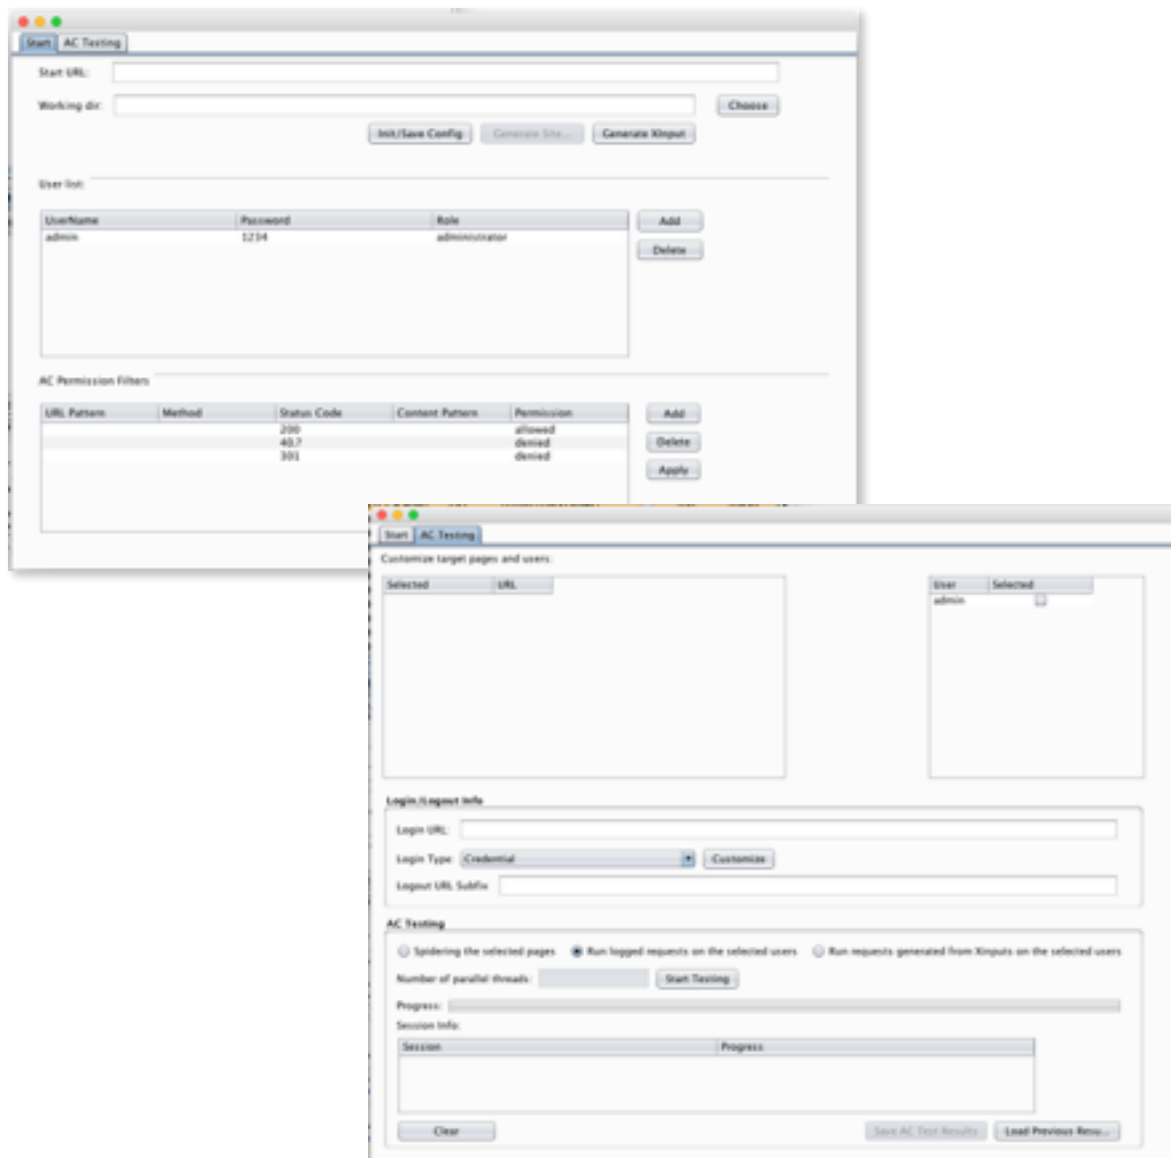 Start AC Testing
Start URL:
Working dir: Choose
Init/Save Config Generate Site... Generate XInput
User list:
UserName Password Role Add
admin 1234 administrator
Delete
AC Permission Filters
URL Pattern Method Status Code Content Pattern Permission Add
200 allowed
40.? denied Delete
301 denied
Apply
Start AC Testing
Customize target pages and users:
Selected URL User Selected
admin
Login/Logout Info
Login URL:
Login Type: Credential Customize
Logout URL Subfix
AC Testing
Spidering the selected pages Run logged requests on the selected users Run requests generated from XInputs on the selected users
Number of parallel threads: Start Testing
Progress:
Session Info:
Session Progress
Clear Save AC Test Results Load Previous Resu...